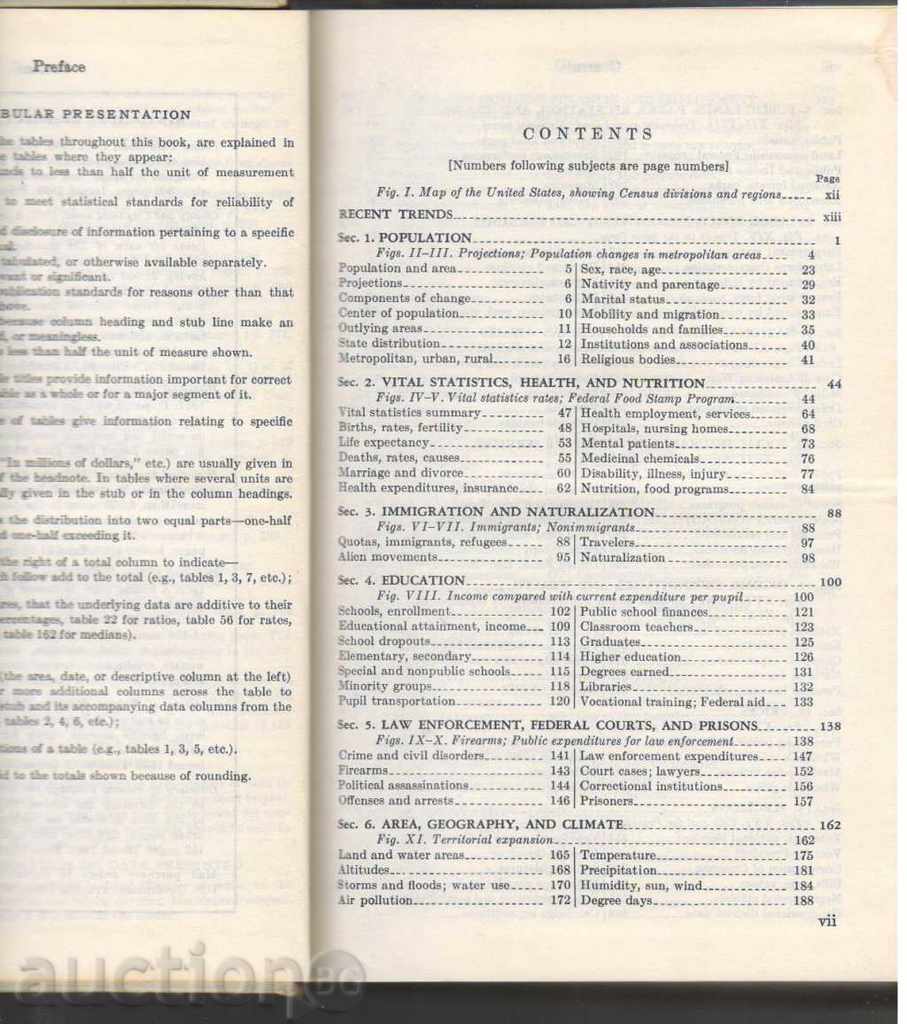 Preface
BULAR PRESENTATION
he tables throughout this book, are explained in
e tables where they appear:
nds to less than half the unit of measurement
to meet statistical standards for reliability of
d disclosure of information pertaining to a specific
al.
tabulated, or otherwise available separately.
vant or significant.
publication standards for reasons other than that
bove.
because column heading and stub line make an
d, or meaningless.
s less than half the unit of measure shown.
le titles provide information important for correct
able as a whole or for a major segment of it.
e of tables give information relating to specific
"In millions of dollars," etc.) are usually given in
f the headnote. In tables where several units are
lly given in the stub or in the column headings.
s the distribution into two equal parts—one-half
d one-half exceeding it.
the right of a total column to indicate—
h follow add to the total (e.g., tables 1, 3, 7, etc.);
res, that the underlying data are additive to their
ercentages, table 22 for ratios, table 56 for rates,
table 162 for medians).
(the area, date, or descriptive column at the left)
r more additional columns across the table to
stub and its accompanying data columns from the
tables 2, 4, 6, etc.);
tions of a table (e.g., tables 1, 3, 5, etc.).
d to the totals shown because of rounding.
CONTENTS
[Numbers following subjects are page numbers]
Page
Fig. I. Map of the United States, showing Census divisions and regions xii
RECENT TRENDS xiii
Sec. 1. POPULATION 1
Figs. II–III. Projections; Population changes in metropolitan areas 4
Population and area 5 Sex, race, age 23
Projections 6 Nativity and parentage 29
Components of change 6 Marital status 32
Center of population 10 Mobility and migration 33
Outlying areas 11 Households and families 35
State distribution 12 Institutions and associations 40
Metropolitan, urban, rural 16 Religious bodies 41
Sec. 2. VITAL STATISTICS, HEALTH, AND NUTRITION 44
Figs. IV–V. Vital statistics rates; Federal Food Stamp Program 44
Vital statistics summary 47 Health employment, services 64
Births, rates, fertility 48 Hospitals, nursing homes 68
Life expectancy 53 Mental patients 73
Deaths, rates, causes 55 Medicinal chemicals 76
Marriage and divorce 60 Disability, illness, injury 77
Health expenditures, insurance 62 Nutrition, food programs 84
Sec. 3. IMMIGRATION AND NATURALIZATION 88
Figs. VI–VII. Immigrants; Nonimmigrants 88
Quotas, immigrants, refugees 88 Travelers 97
Alien movements 95 Naturalization 98
Sec. 4. EDUCATION 100
Fig. VIII. Income compared with current expenditure per pupil 100
Schools, enrollment 102 Public school finances 121
Educational attainment, income 109 Classroom teachers 123
School dropouts 113 Graduates 125
Elementary, secondary 114 Higher education 126
Special and nonpublic schools 115 Degrees earned 131
Minority groups 118 Libraries 132
Pupil transportation 120 Vocational training; Federal aid 133
Sec. 5. LAW ENFORCEMENT, FEDERAL COURTS, AND PRISONS 138
Figs. IX–X. Firearms; Public expenditures for law enforcement 138
Crime and civil disorders 141 Law enforcement expenditures 147
Firearms 143 Court cases; lawyers 152
Political assassinations 144 Correctional institutions 156
Offenses and arrests 146 Prisoners 157
Sec. 6. AREA, GEOGRAPHY, AND CLIMATE 162
Fig. XI. Territorial expansion 162
Land and water areas 165 Temperature 175
Altitudes 168 Precipitation 181
Storms and floods; water use 170 Humidity, sun, wind 184
Air pollution 172 Degree days 188
vii
auction BG